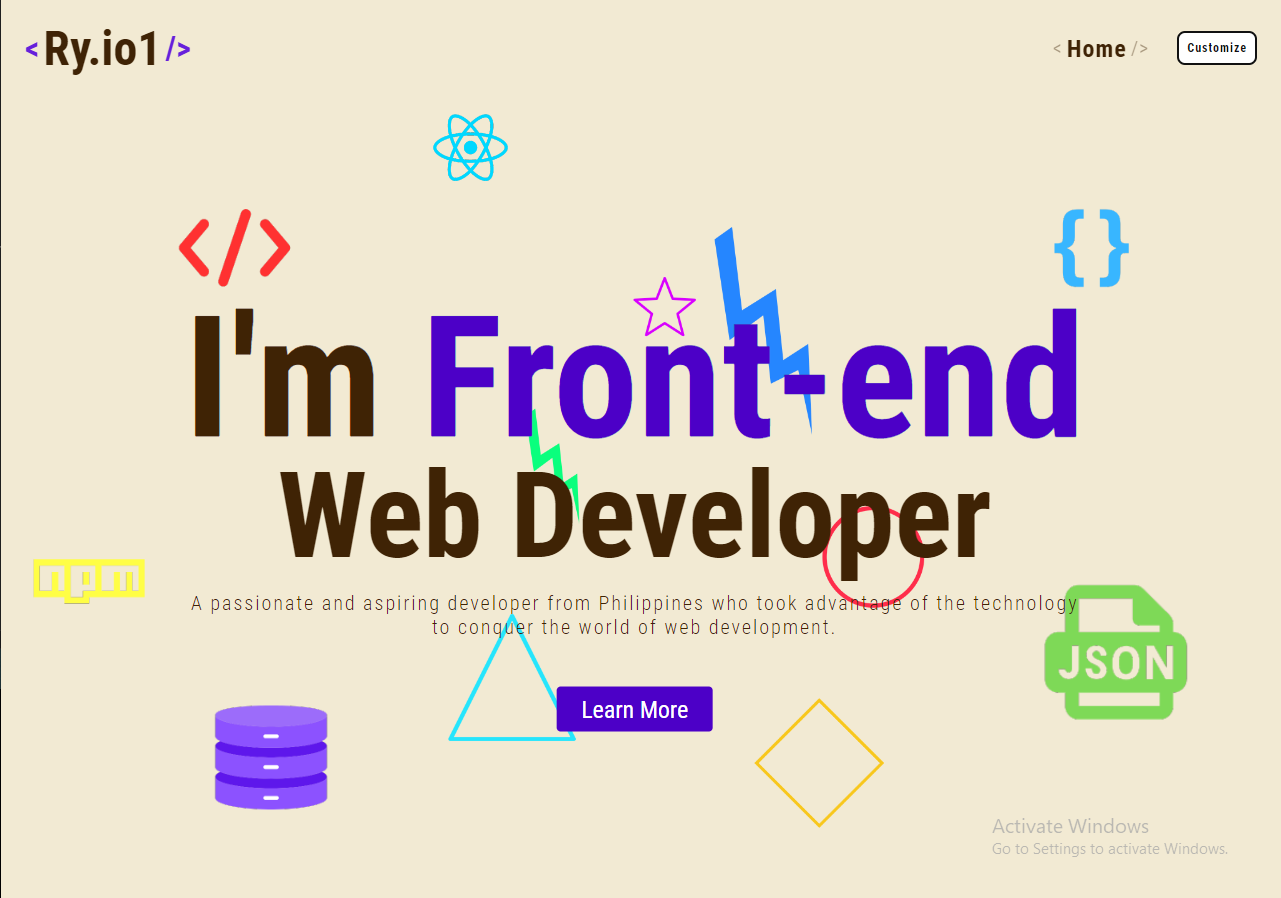 < Ry.io1 />
< Home />
Customize
</>
{ }
I'm Front-end
Web Developer
npm
A passionate and aspiring developer from Philippines who took advantage of the technology
to conquer the world of web development.
JSON
Learn More
Activate Windows
Go to Settings to activate Windows.